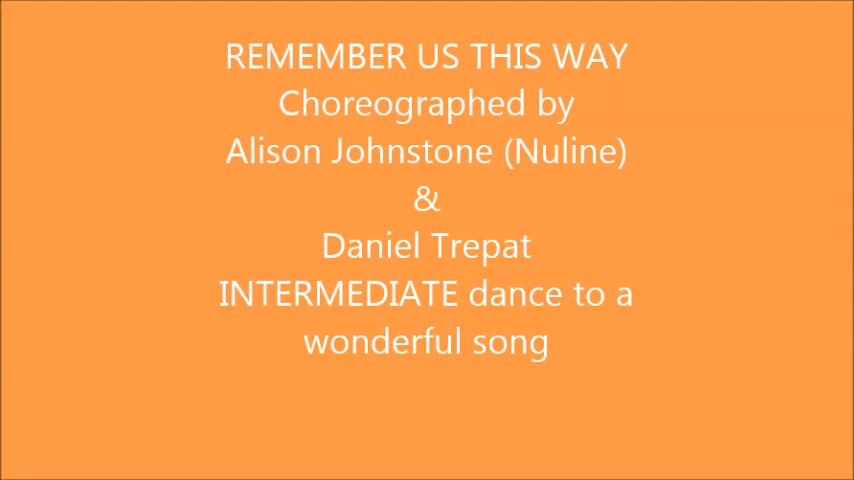 REMEMBER US THIS WAY
Choreographed by
Alison Johnstone (Nuline)
&
Daniel Trepat
INTERMEDIATE dance to a
wonderful song